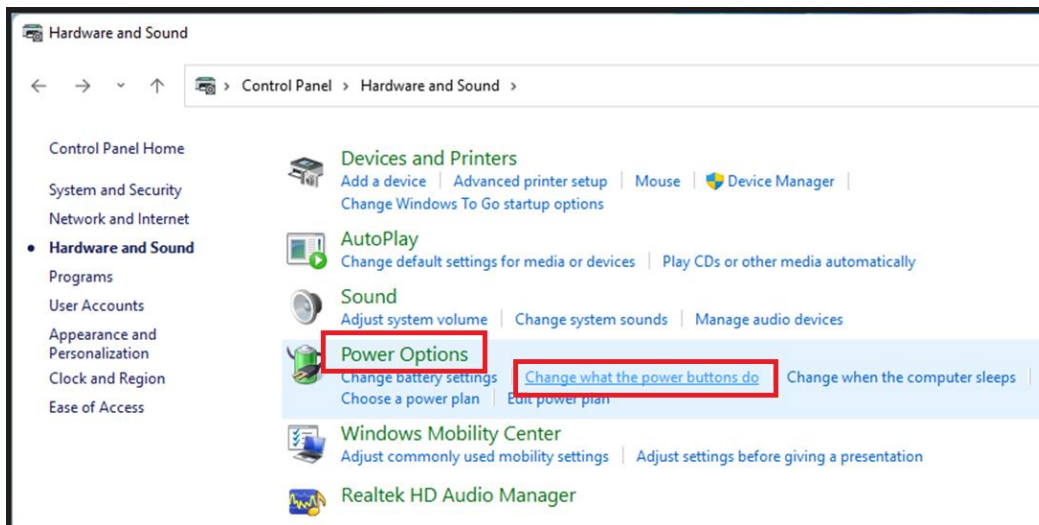 Hardware and Sound
Control Panel > Hardware and Sound >
Control Panel Home
System and Security
Network and Internet
Hardware and Sound
Programs
User Accounts
Appearance and
Personalization
Clock and Region
Ease of Access
Devices and Printers
Add a device | Advanced printer setup | Mouse | Device Manager |
Change Windows To Go startup options
AutoPlay
Change default settings for media or devices | Play CDs or other media automatically
Sound
Adjust system volume | Change system sounds | Manage audio devices
Power Options
Change battery settings | Change what the power buttons do | Change when the computer sleeps |
Choose a power plan | Edit power plan
Windows Mobility Center
Adjust commonly used mobility settings | Adjust settings before giving a presentation
Realtek HD Audio Manager